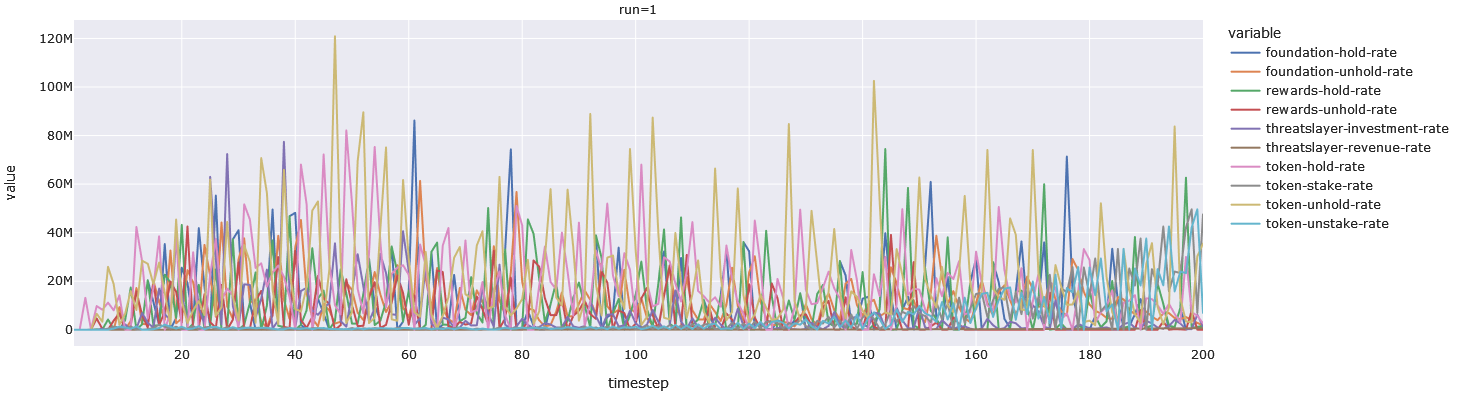 run=1
120M
100M
80M
60M
40M
20M
0
value
20
40
60
80
100
120
140
160
180
200
timestep
variable
foundation-hold-rate
foundation-unhold-rate
rewards-hold-rate
rewards-unhold-rate
threatslayer-investment-rate
threatslayer-revenue-rate
token-hold-rate
token-stake-rate
token-unhold-rate
token-unstake-rate